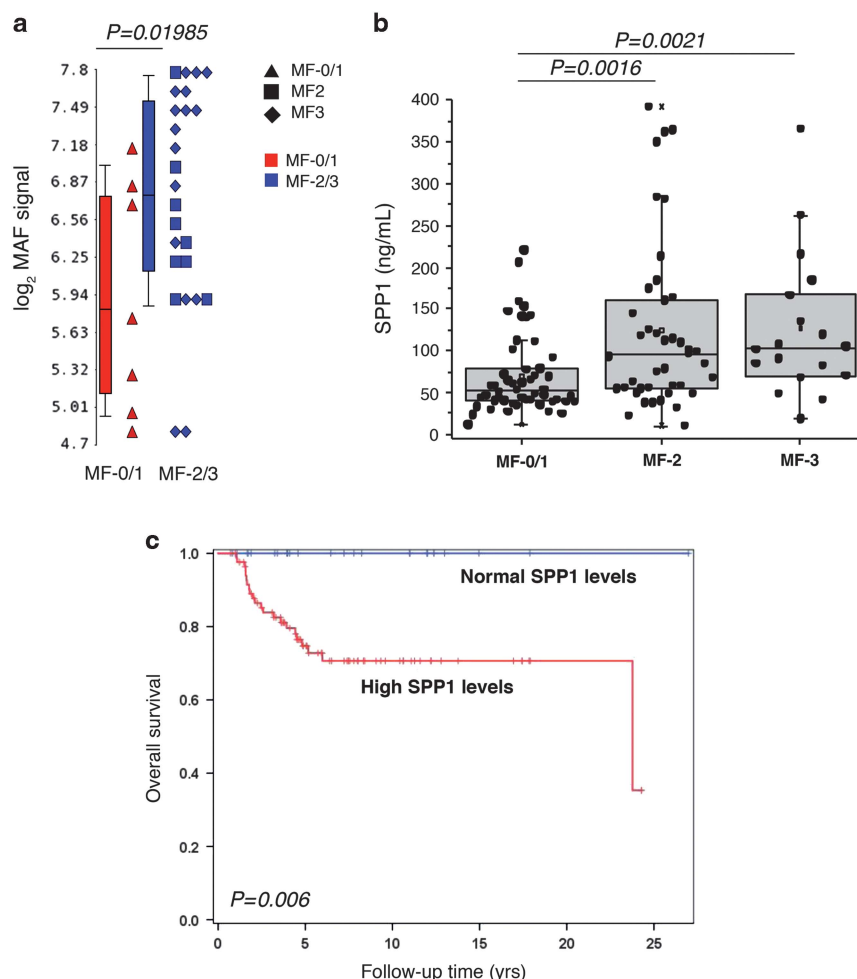 a
P=0.01985
log2 MAF signal
7.8
7.49
7.18
6.87
6.56
6.25
5.94
5.63
5.32
5.01
4.7
MF-0/1 MF-2/3
MF-0/1
MF2
MF3
MF-0/1
MF-2/3
b
P=0.0021
P=0.0016
SPP1 (ng/mL)
400
350
300
250
200
150
100
50
0
MF-0/1 MF-2 MF-3
c
Overall survival
1.0
0.8
0.6
0.4
0.2
0.0
Normal SPP1 levels
High SPP1 levels
P=0.006
0 5 10 15 20 25
Follow-up time (yrs)